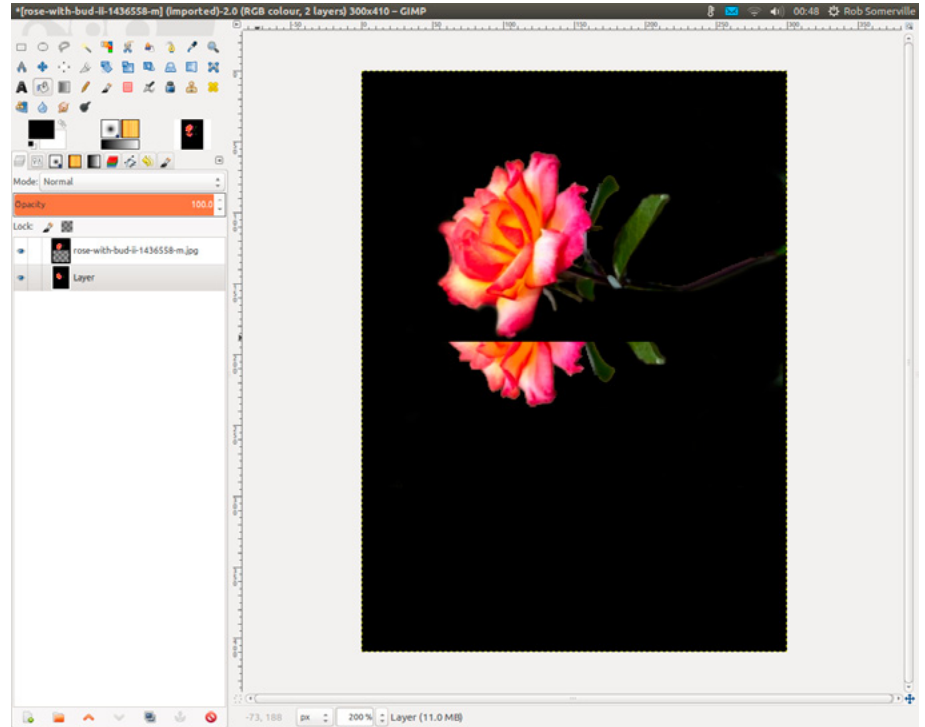 *[rose-with-bud-ii-1436558-m] (imported)-2.0 (RGB colour, 2 layers) 300x410 – GIMP
00:48 Rob Somerville
Mode: Normal
Opacity 100.0
Lock:
rose-with-bud-ii-1436558-m.jpg
Layer
-73, 188 px 200 % Layer (11.0 MB)